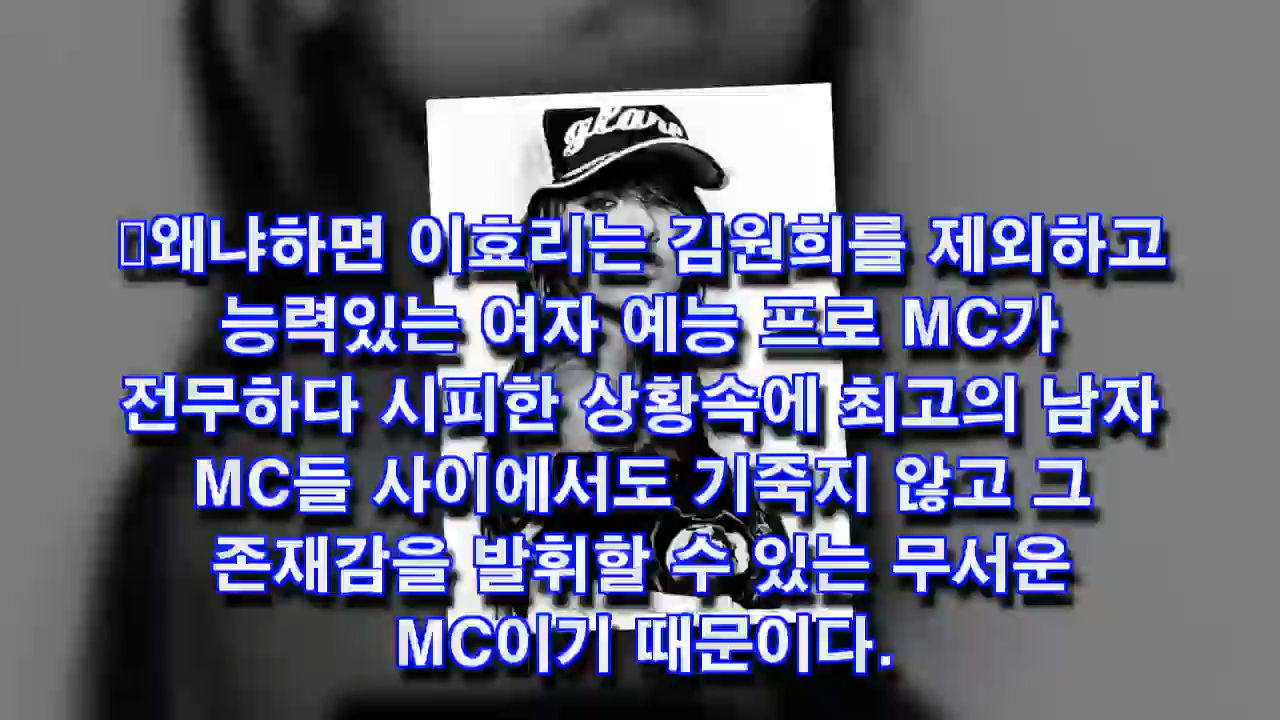 glare
왜냐하면 이효리는 김원희를 제외하고
능력있는 여자 예능 프로 MC가
전무하다 시피한 상황속에 최고의 남자
MC들 사이에서도 기죽지 않고 그
존재감을 발휘할 수 있는 무서운
MC이기 때문이다.